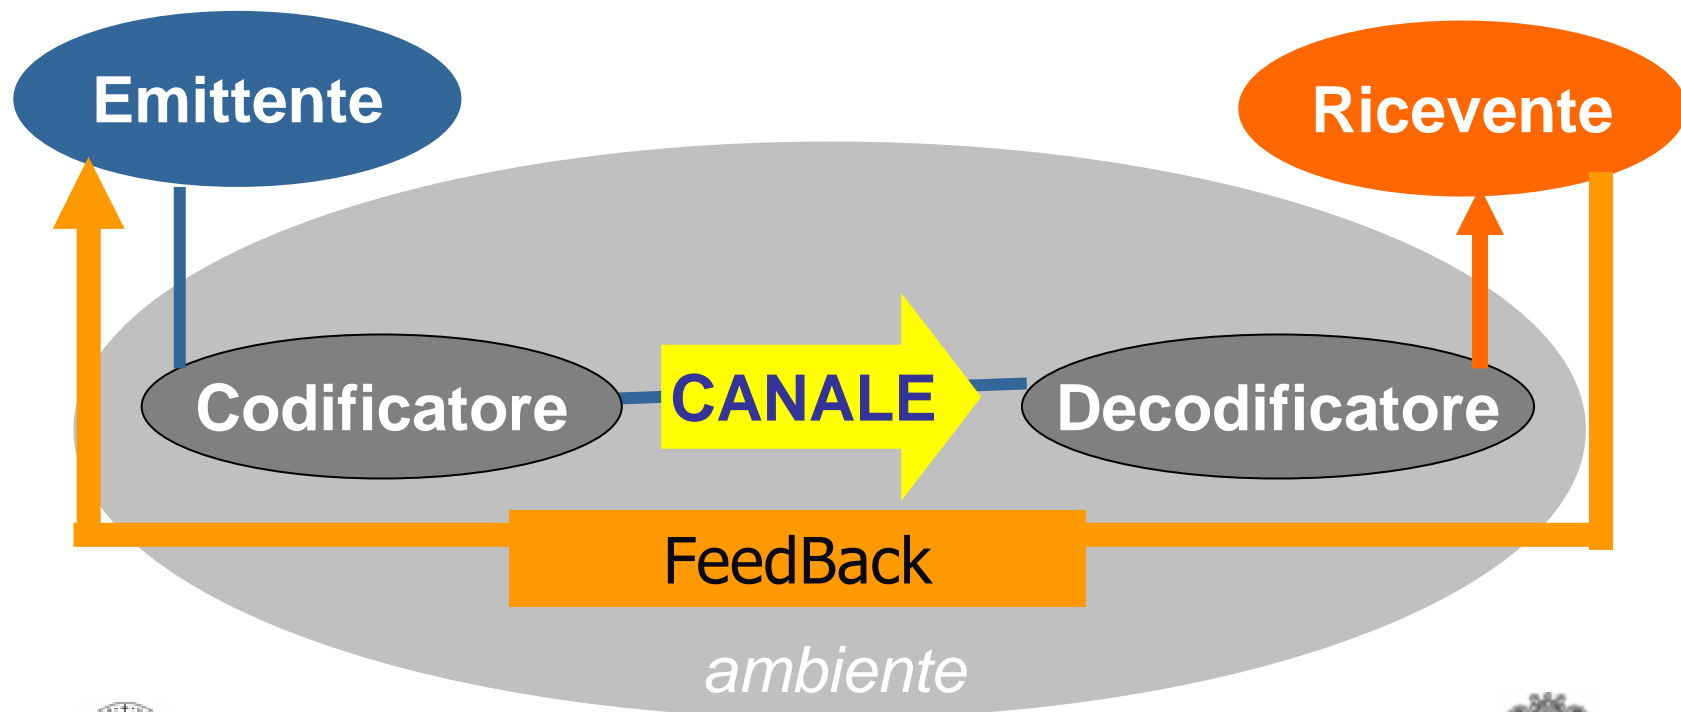 Emittente
Ricevente
Codificatore
CANALE
Decodificatore
FeedBack
ambiente